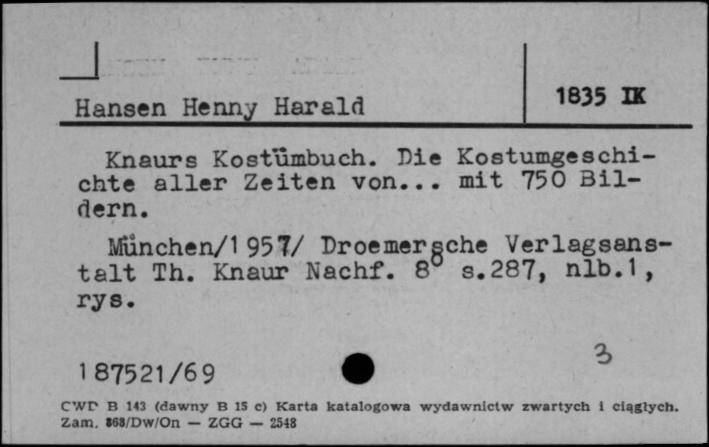 1835 IK
Hansen Henny Harald
Knaurs Kostümbuch. Die Kostumgeschi-
chte aller Zeiten von... mit 750 Bil-
dern.
München/1957/ Droemersche Verlagsans-
talt Th. Knaur Nachf. 8° s.287, nlb.1,
rys.
187521/69
3
CWD B 143 (dawny B 15 c) Karta katalogowa wydawnictw zwartych i ciągłych.
Zam. 868/Dw/On — ZGG — 2548